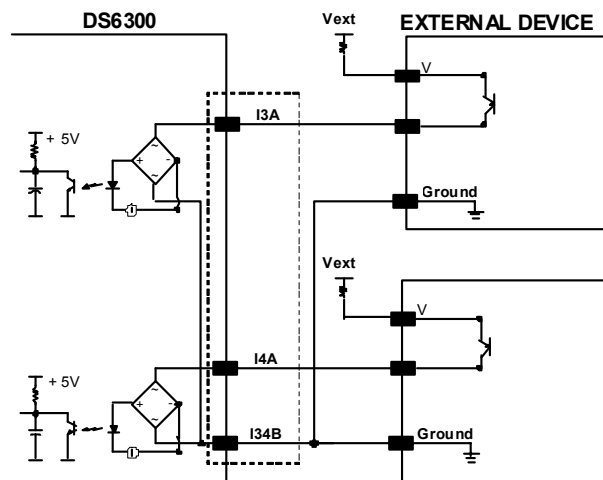 DS6300
Vext
EXTERNAL DEVICE
V
I3A
+ 5V
+
-
~
~
Ground
Vext
V
I4A
+ 5V
+
-
~
~
I34B
Ground